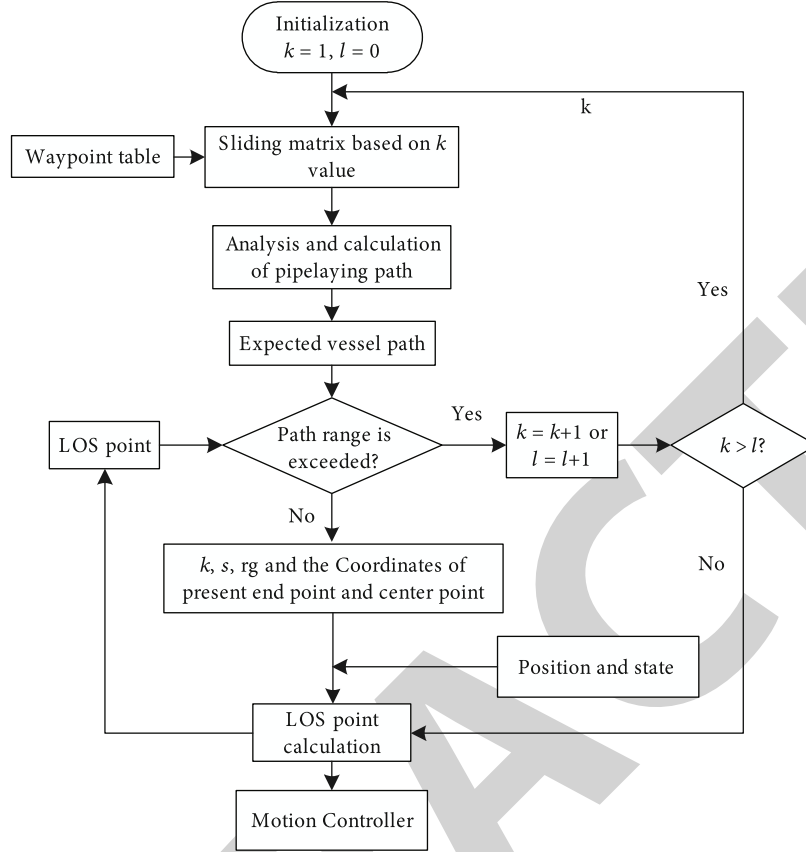 Initialization
k = 1, l = 0
k
Waypoint table
Sliding matrix based on k
value
Analysis and calculation
of pipelaying path
Yes
Expected vessel path
LOS point
Path range is
exceeded?
Yes
k = k+1 or
l = l+1
k > l?
No
k, s, rg and the Coordinates of
present end point and center point
No
Position and state
LOS point
calculation
Motion Controller